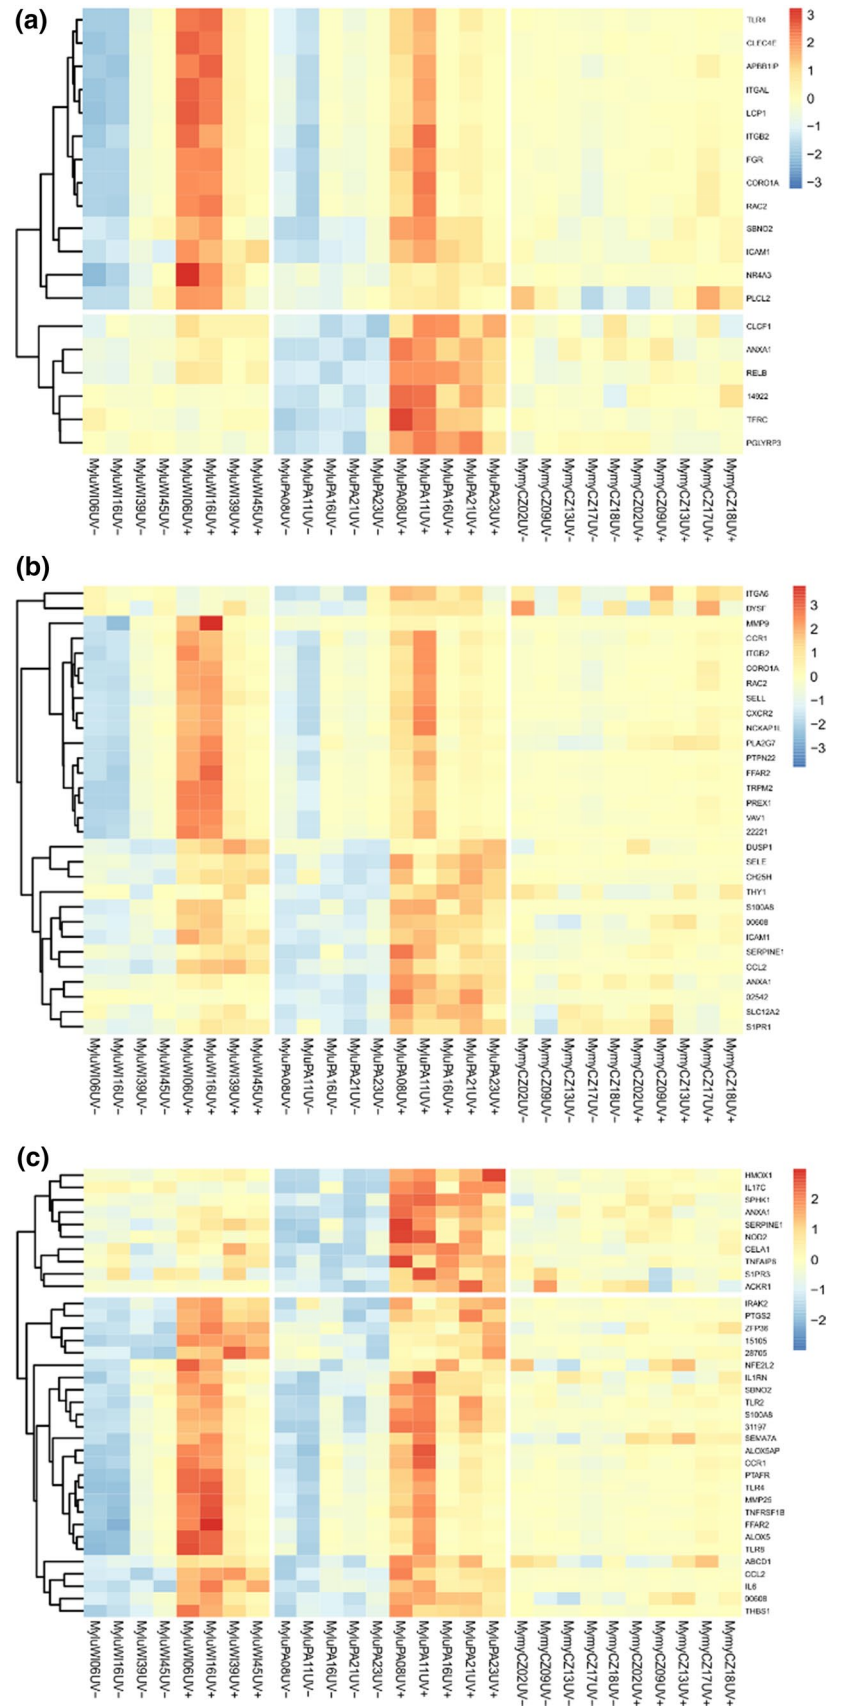 (a)
3
2
1
0
−1
−2
−3
TLR4
CLEC4E
APBB1IP
ITGAL
LCP1
ITGB2
FGR
CORO1A
RAC2
SBNO2
ICAM1
NR4A3
PLCL2
CLCF1
ANXA1
RELB
14922
TFRC
PGLYRP3
MyluWI06UV−
MyluWI16UV−
MyluWI39UV−
MyluWI45UV−
MyluWI06UV+
MyluWI16UV+
MyluWI39UV+
MyluWI45UV+
MyluPA08UV−
MyluPA11UV−
MyluPA16UV−
MyluPA21UV−
MyluPA23UV−
MyluPA08UV+
MyluPA11UV+
MyluPA16UV+
MyluPA21UV+
MyluPA23UV+
MymyCZ02UV−
MymyCZ09UV−
MymyCZ13UV−
MymyCZ17UV−
MymyCZ18UV−
MymyCZ02UV+
MymyCZ09UV+
MymyCZ13UV+
MymyCZ17UV+
MymyCZ18UV+
(b)
3
2
1
0
−1
−2
−3
ITGA6
DYSF
MMP9
CCR1
ITGB2
CORO1A
RAC2
SELL
CXCR2
NCKAP1L
PLA2G7
PTPN22
FFAR2
TRPM2
PREX1
VAV1
22221
DUSP1
SELE
CH25H
THY1
S100A8
00608
ICAM1
SERPINE1
CCL2
ANXA1
02542
SLC12A2
S1PR1
MyluWI06UV−
MyluWI16UV−
MyluWI39UV−
MyluWI45UV−
MyluWI06UV+
MyluWI16UV+
MyluWI39UV+
MyluWI45UV+
MyluPA08UV−
MyluPA11UV−
MyluPA16UV−
MyluPA21UV−
MyluPA23UV−
MyluPA08UV+
MyluPA11UV+
MyluPA16UV+
MyluPA21UV+
MyluPA23UV+
MymyCZ02UV−
MymyCZ09UV−
MymyCZ13UV−
MymyCZ17UV−
MymyCZ18UV−
MymyCZ02UV+
MymyCZ09UV+
MymyCZ13UV+
MymyCZ17UV+
MymyCZ18UV+
(c)
2
1
0
−1
−2
HMOX1
IL17C
SPHK1
ANXA1
SERPINE1
NOD2
CELA1
TNFAIP8
S1PR3
ACKR1
IRAK2
PTGS2
ZFP36
15105
28705
NFE2L2
IL1RN
SBNO2
TLR2
S100A8
31197
SEMA7A
ALOX5AP
CCR1
PTAFR
TLR4
MMP25
TNFRSF1B
FFAR2
ALOX5
TLR8
ABCD1
CCL2
IL6
00608
THBS1
MyluWI06UV−
MyluWI16UV−
MyluWI39UV−
MyluWI45UV−
MyluWI06UV+
MyluWI16UV+
MyluWI39UV+
MyluWI45UV+
MyluPA08UV−
MyluPA11UV−
MyluPA16UV−
MyluPA21UV−
MyluPA23UV−
MyluPA08UV+
MyluPA11UV+
MyluPA16UV+
MyluPA21UV+
MyluPA23UV+
MymyCZ02UV−
MymyCZ09UV−
MymyCZ13UV−
MymyCZ17UV−
MymyCZ18UV−
MymyCZ02UV+
MymyCZ09UV+
MymyCZ13UV+
MymyCZ17UV+
MymyCZ18UV+